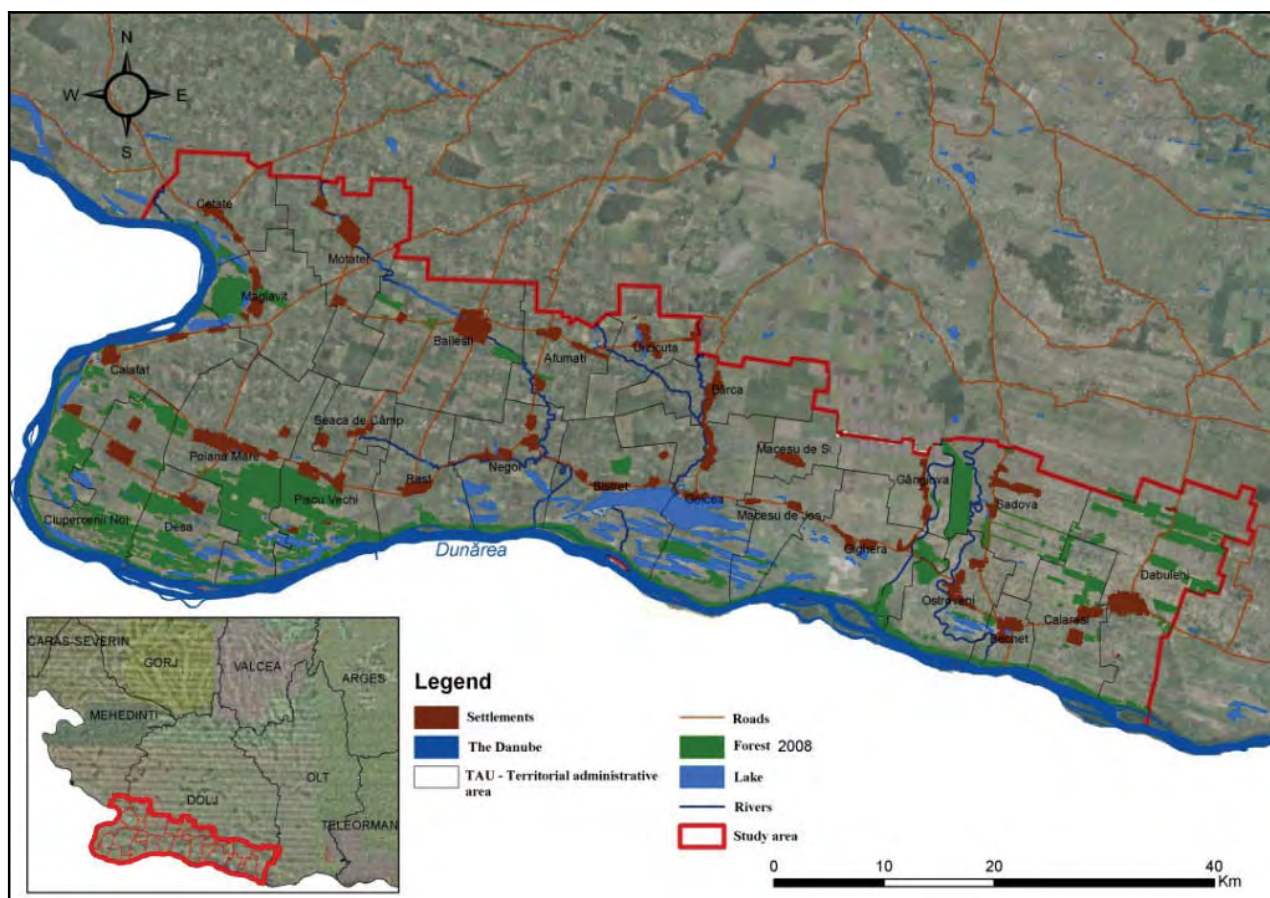 N
W
E
S
Cetate
Motatei
Maglavit
Bailesti
Afumati
Urzicuta
Calafat
Bârca
Seaca de Câmp
Poiana Mare
Macesu de S
Negoi
Gângiova
Rast
Bistret
Goicea
Sadova
Piscu Vechi
Macesu de Jos
Ciuperceni Noi
Desa
Gighera
Dunărea
Dabuleni
Ostroveni
Calarasi
Bechet
CARAS-SEVERIN
GORJ
VALCEA
ARGES
MEHEDINTI
OLT
DOLJ
TELEORMAN
Legend
Settlements
The Danube
TAU - Territorial administrative
area
Roads
Forest 2008
Lake
Rivers
Study area
0 10 20 40
Km